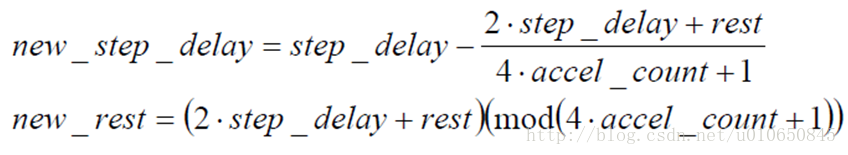 new_step_delay = step_delay − (2·step_delay + rest) / (4·accel_count + 1)
new_rest = (2·step_delay + rest)(mod(4·accel_count + 1))
http://blog.csdn.net/u010650845